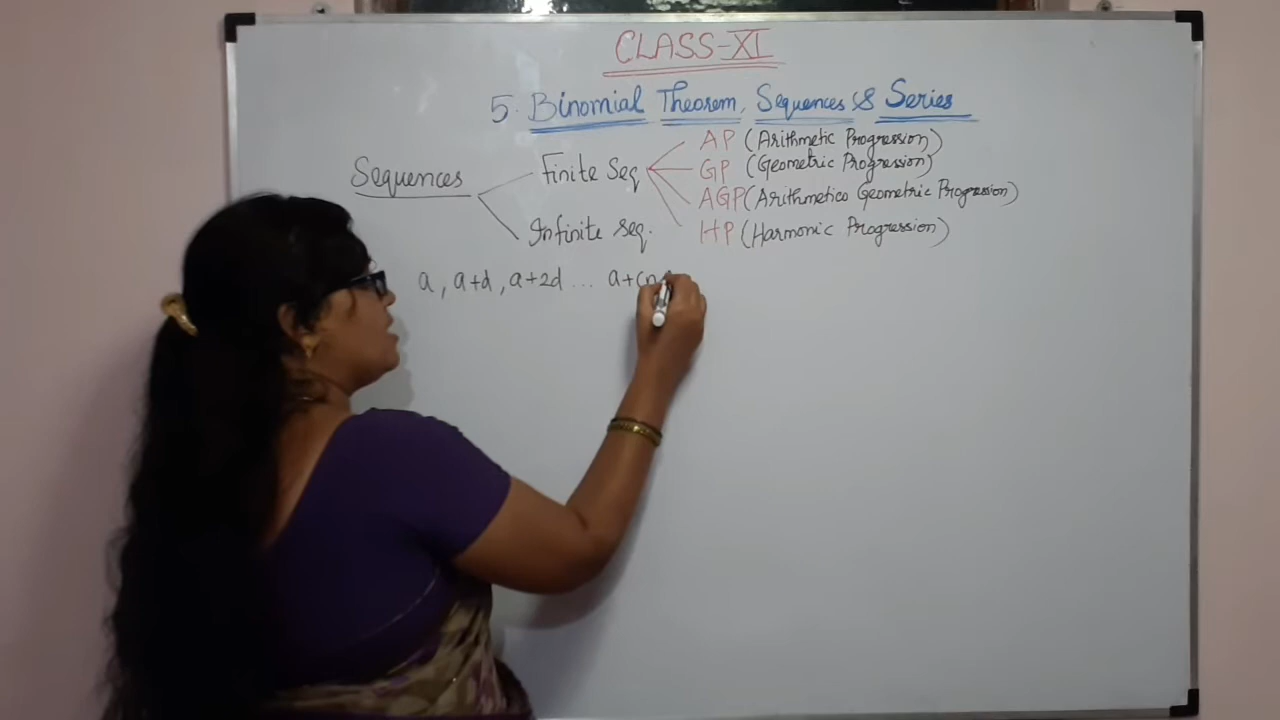 CLASS-XI
5. Binomial Theorem, Sequences & Series
Sequences
Finite Seq
AP (Arithmetic Progression)
GP (Geometric Progression)
AGP (Arithmetico Geometric Progression)
HP (Harmonic Progression)
Infinite seq.
a, a+d, a+2d ... a+(n